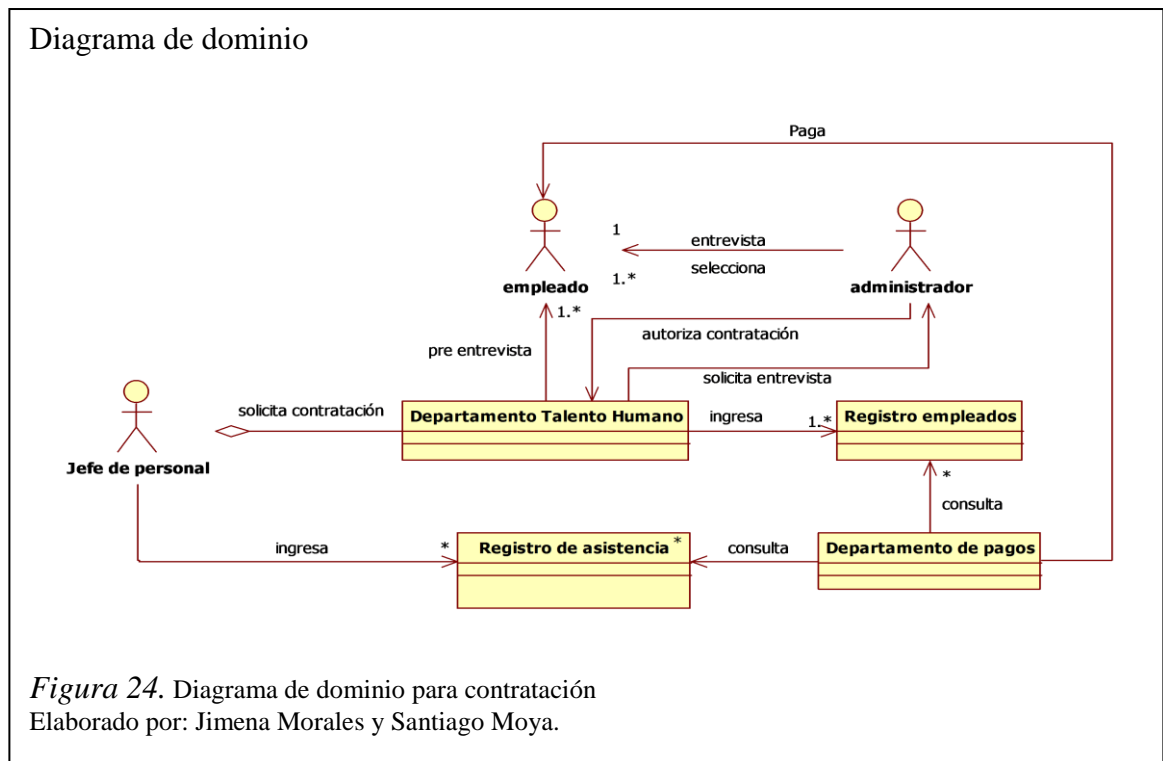 Diagrama de dominio
Paga
1
entrevista
selecciona
1.*
empleado
administrador
1.*
autoriza contratación
pre entrevista
solicita entrevista
solicita contratación
Departamento Talento Humano
ingresa
1.*
Registro empleados
Jefe de personal
*
consulta
ingresa
*
Registro de asistencia
*
consulta
Departamento de pagos
Figura 24. Diagrama de dominio para contratación
Elaborado por: Jimena Morales y Santiago Moya.